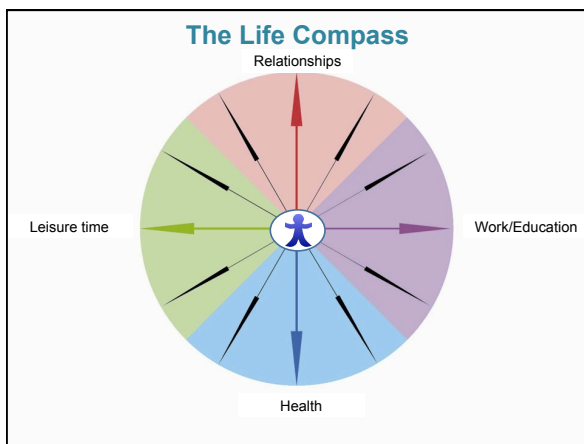 The Life Compass
Relationships
Leisure time
Work/Education
Health